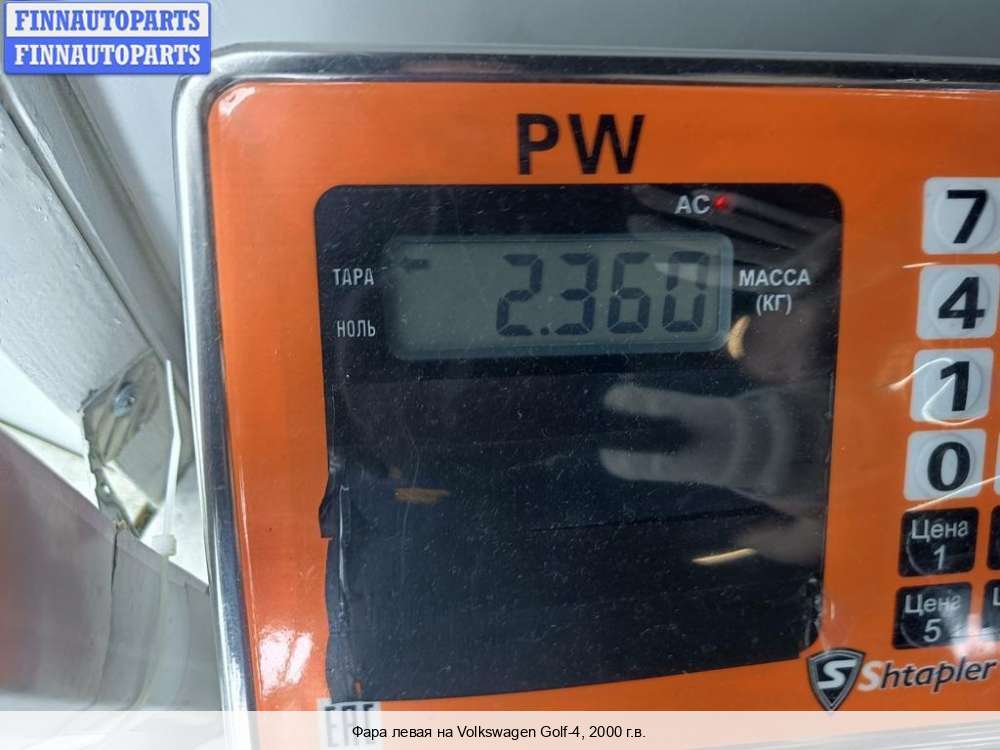 FINNAUTOPARTS
FINNAUTOPARTS
PW
AC
ТАРА
2.360
МАССА
(КГ)
НОЛЬ
7
4
1
0
Цена
1
Цена
5
Shtapler
EAC
Фара левая на Volkswagen Golf-4, 2000 г.в.